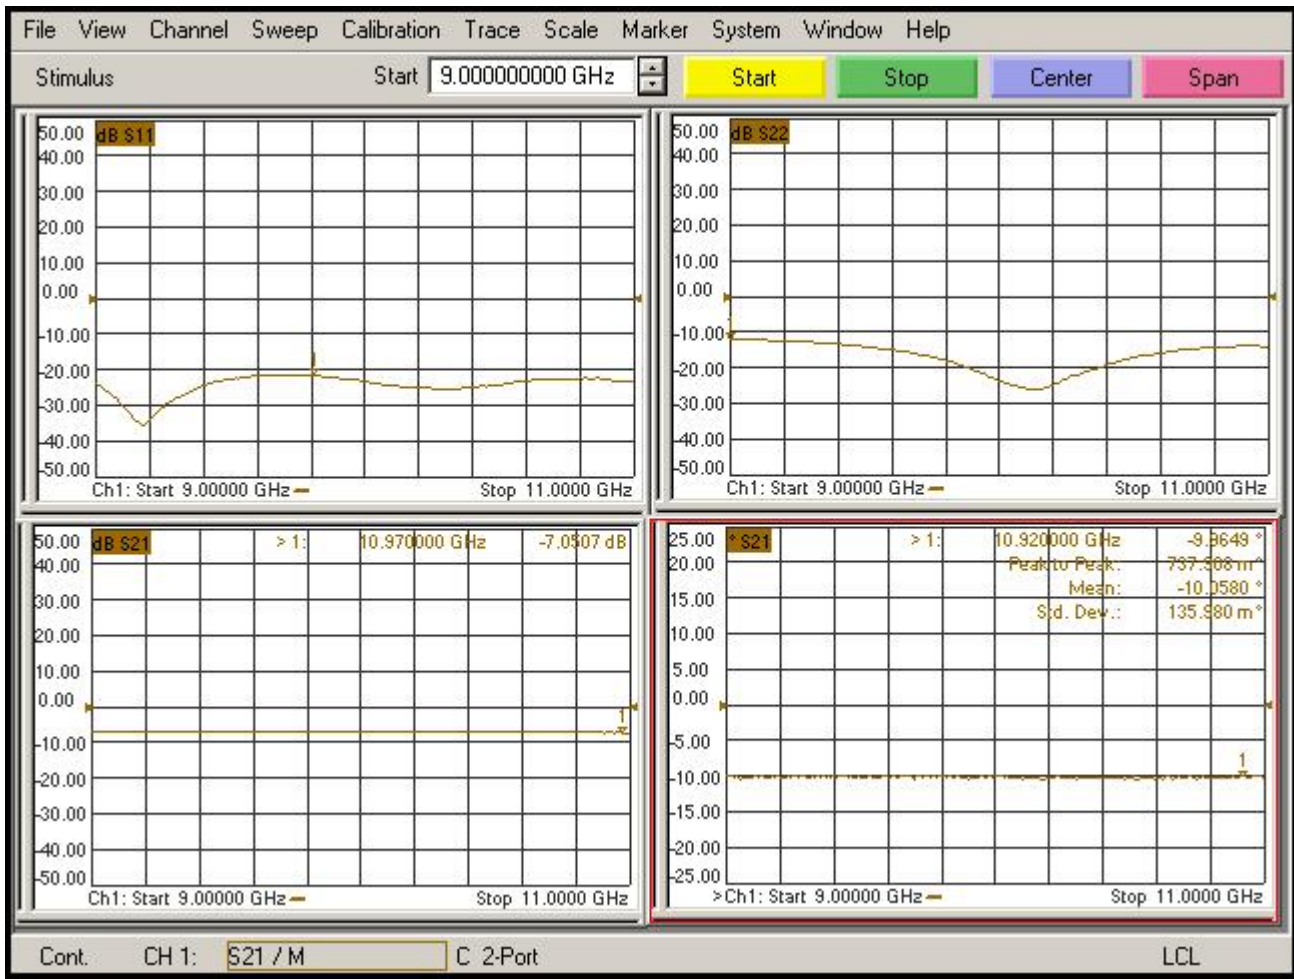 File View Channel Sweep Calibration Trace Scale Marker System Window Help
Stimulus Start 9.000000000 GHz Start Stop Center Span
50.00 dB S11
40.00
30.00
20.00
10.00
0.00
-10.00
1
-20.00
-30.00
-40.00
-50.00
Ch1: Start 9.00000 GHz Stop 11.0000 GHz
50.00 dB S22
40.00
30.00
20.00
10.00
0.00
-10.00
-20.00
-30.00
-40.00
-50.00
Ch1: Start 9.00000 GHz Stop 11.0000 GHz
50.00 dB S21 > 1: 10.970000 GHz -7.0507 dB
40.00
30.00
20.00
10.00
0.00
1
-10.00
-20.00
-30.00
-40.00
-50.00
Ch1: Start 9.00000 GHz Stop 11.0000 GHz
25.00 ° S21 > 1: 10.920000 GHz -9.9649 °
20.00 Peak to Peak: m°
Mean: -10.0580 °
15.00 Std. Dev.: 135.980 m°
10.00
5.00
0.00
-5.00
1
-10.00
-15.00
-20.00
-25.00
>Ch1: Start 9.00000 GHz Stop 11.0000 GHz
Cont. CH 1: S21 / M C 2-Port LCL